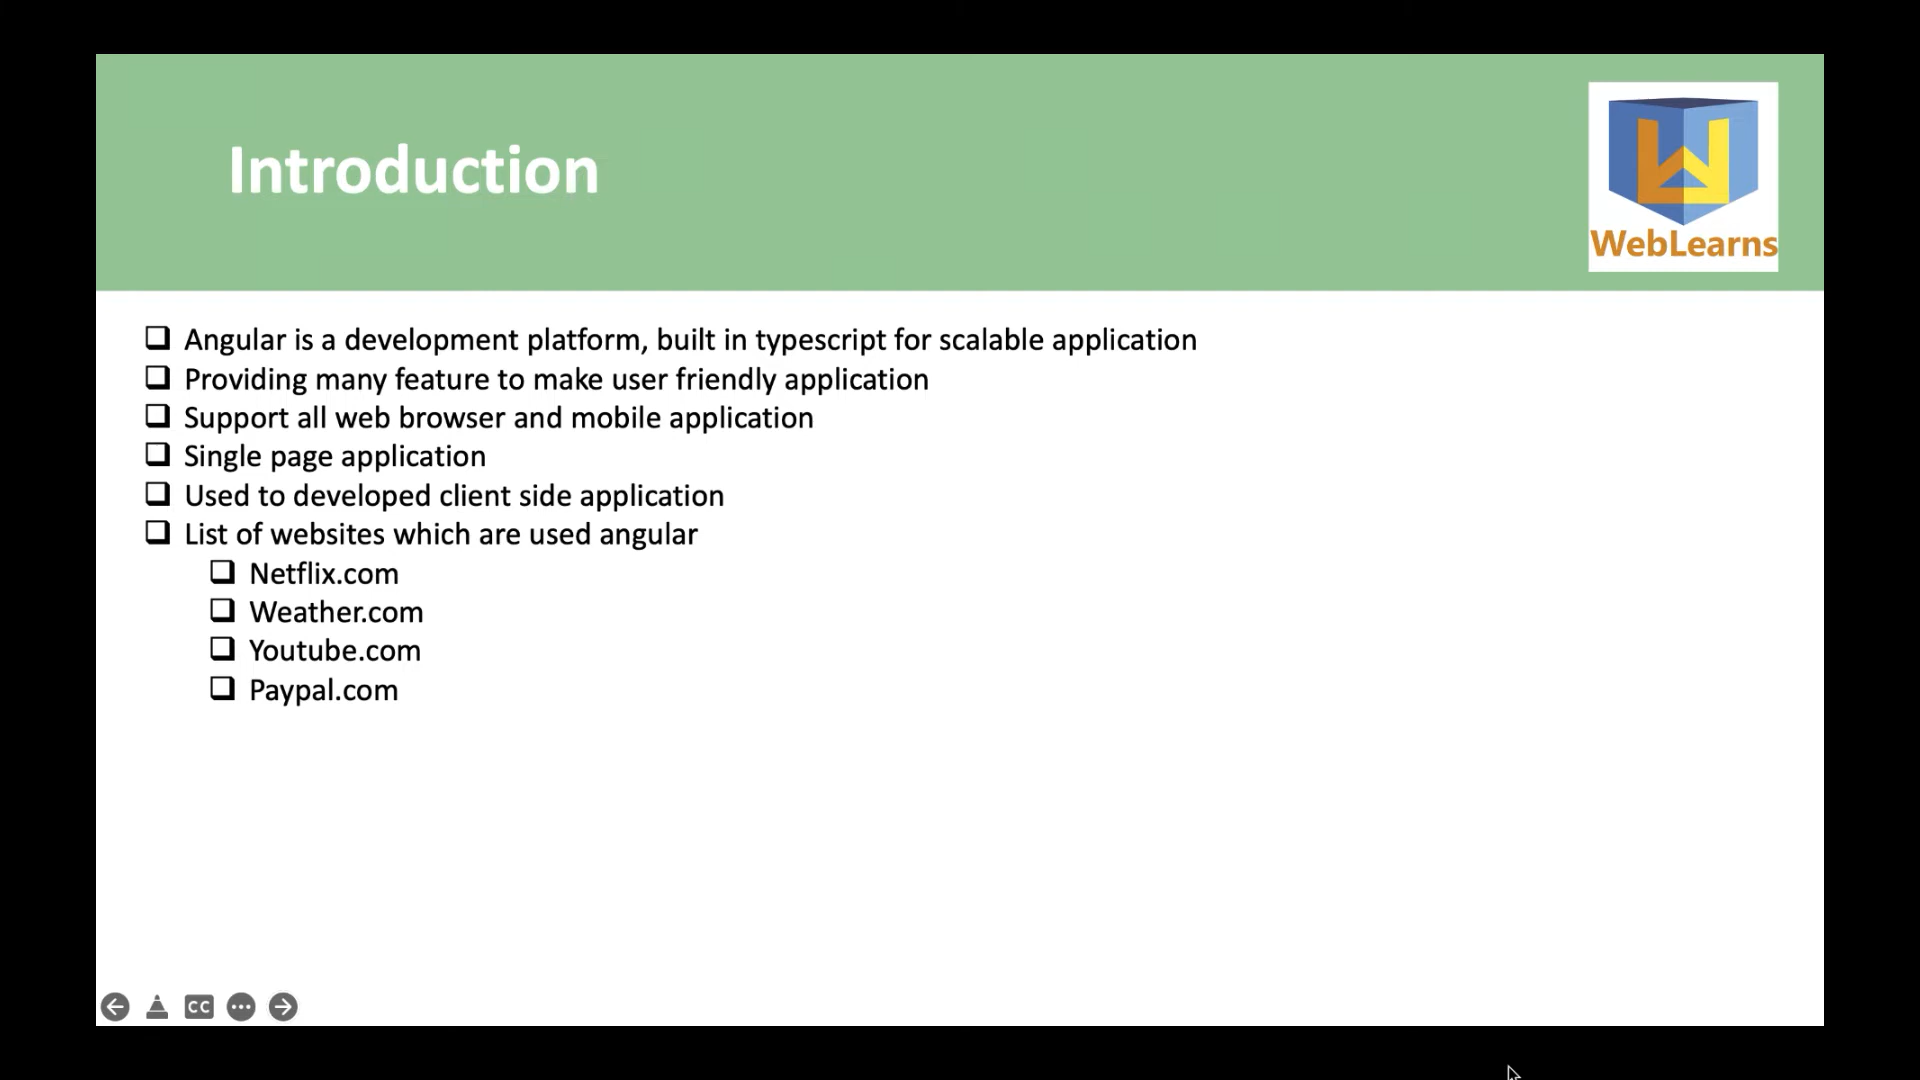 Introduction
WebLearns
Angular is a development platform, built in typescript for scalable application
Providing many feature to make user friendly application
Support all web browser and mobile application
Single page application
Used to developed client side application
List of websites which are used angular
Netflix.com
Weather.com
Youtube.com
Paypal.com
CC